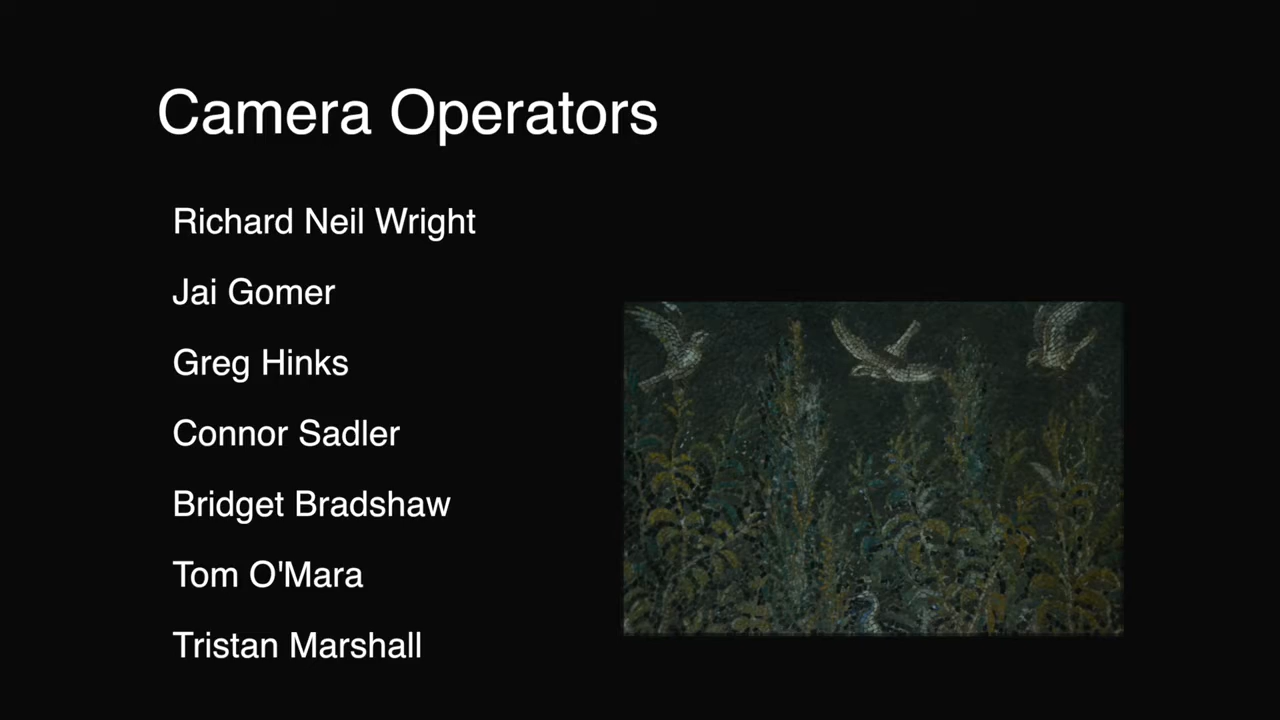 Camera Operators
Richard Neil Wright
Jai Gomer
Greg Hinks
Connor Sadler
Bridget Bradshaw
Tom O'Mara
Tristan Marshall